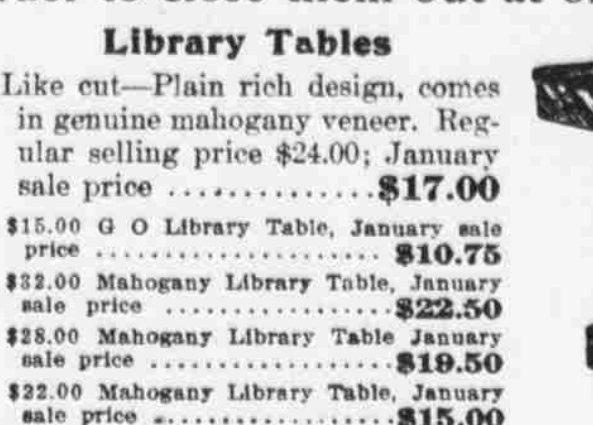 Library Tables
Like cut—Plain rich design, comes
in genuine mahogany veneer. Reg-
ular selling price $24.00; January
sale price ............... $17.00
$15.00 G O Library Table, January sale
price ..................... $10.75
$32.00 Mahogany Library Table, January
sale price ................. $22.50
$28.00 Mahogany Library Table January
sale price .................. $19.50
$22.00 Mahogany Library Table, January
sale price .................. $15.00